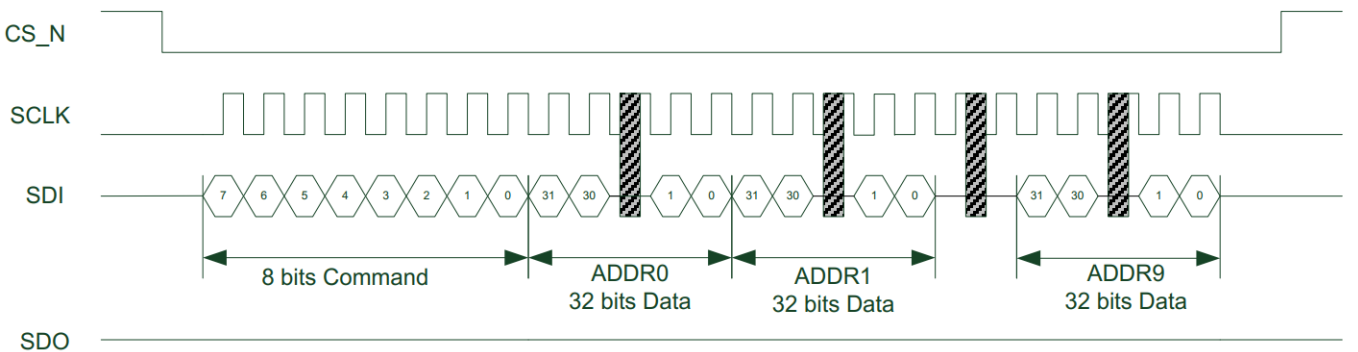 CS_N
SCLK
SDI
7 6 5 4 3 2 1 0 31 30 1 0 31 30 1 0 31 30 1 0
8 bits Command
ADDR0
32 bits Data
ADDR1
32 bits Data
ADDR9
32 bits Data
SDO